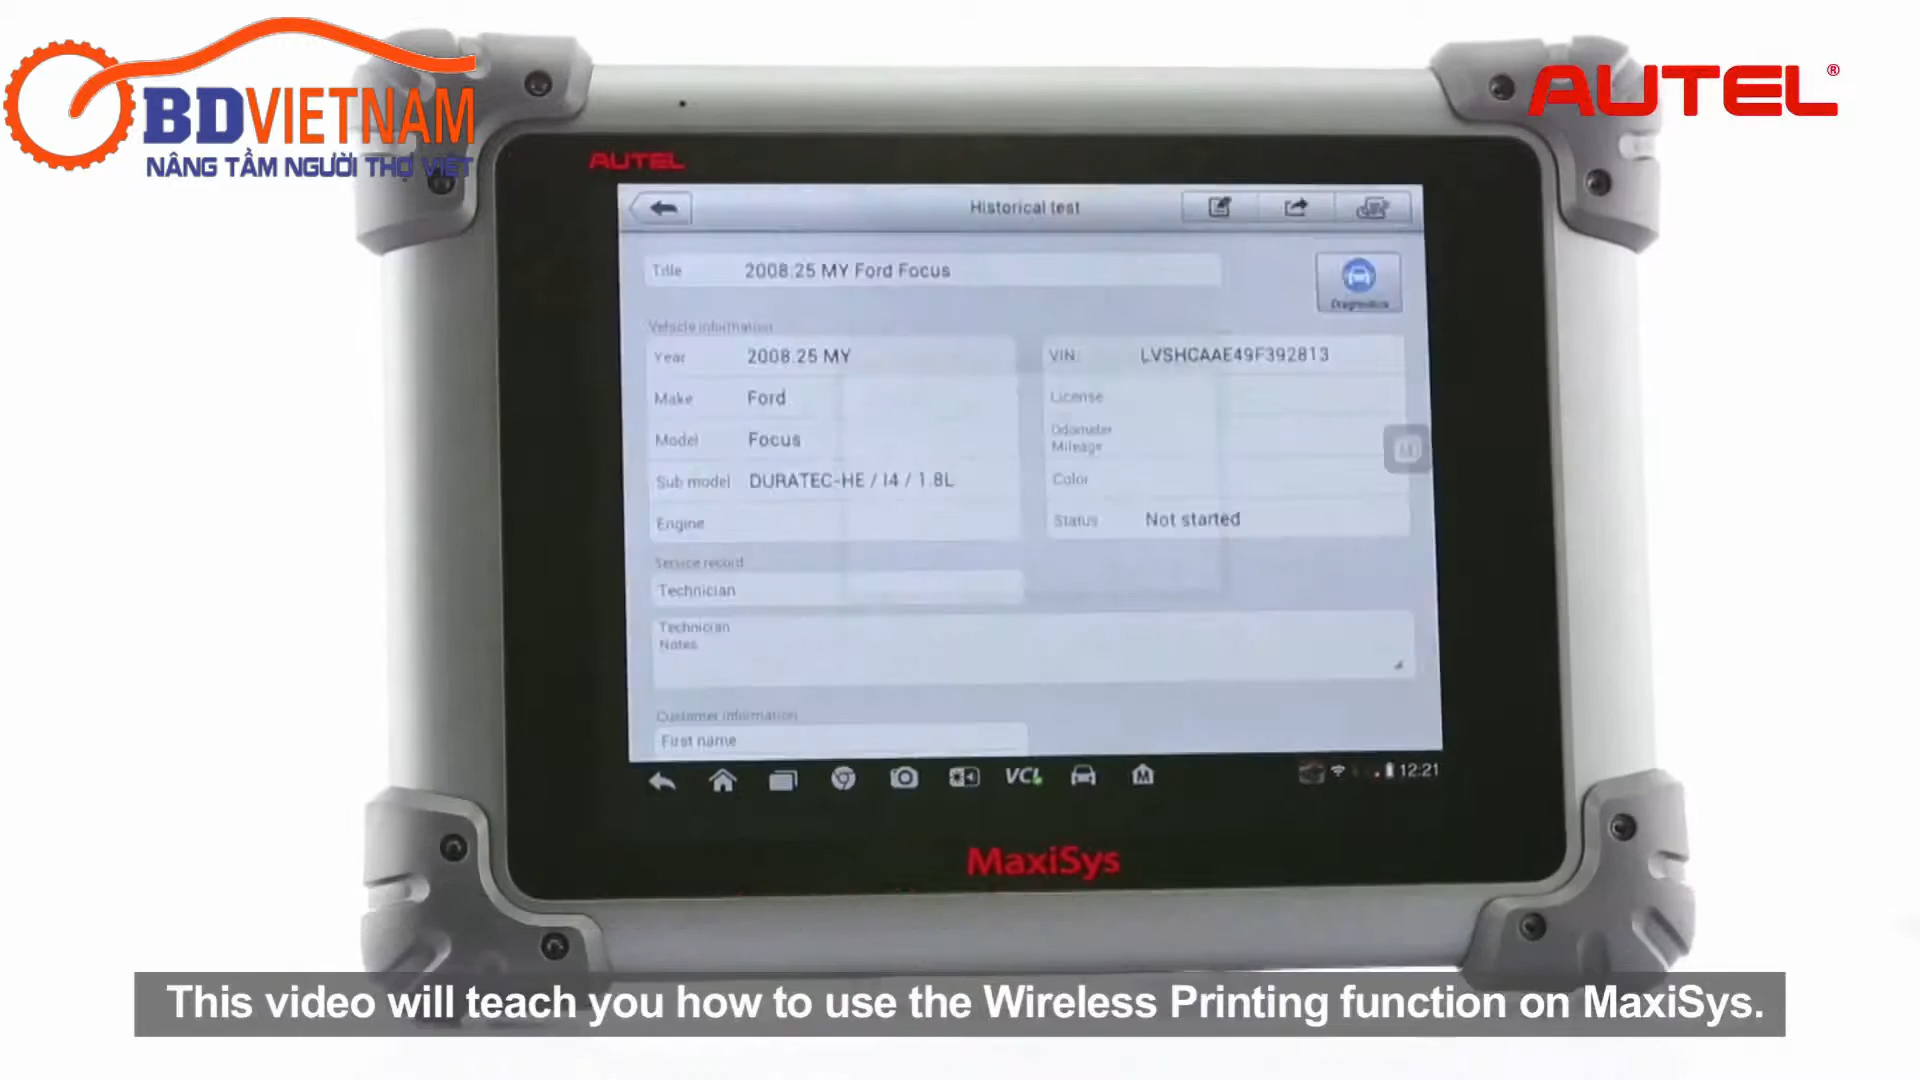 OBDVIETNAM
NÂNG TẦM NGƯỜI THỢ VIỆT
AUTEL®
AUTEL
Historical test
Title 2008.25 MY Ford Focus
Diagnostics
Vehicle information
Year 2008.25 MY
VIN: LVSHCAAE49F392813
Make Ford
License
Model Focus
Odometer
Mileage
Sub model DURATEC-HE / I4 / 1.8L
Color
Engine
Status Not started
Service record
Technician
Technician
Notes
Customer information
First name
VCI
M
12:21
MaxiSys
This video will teach you how to use the Wireless Printing function on MaxiSys.